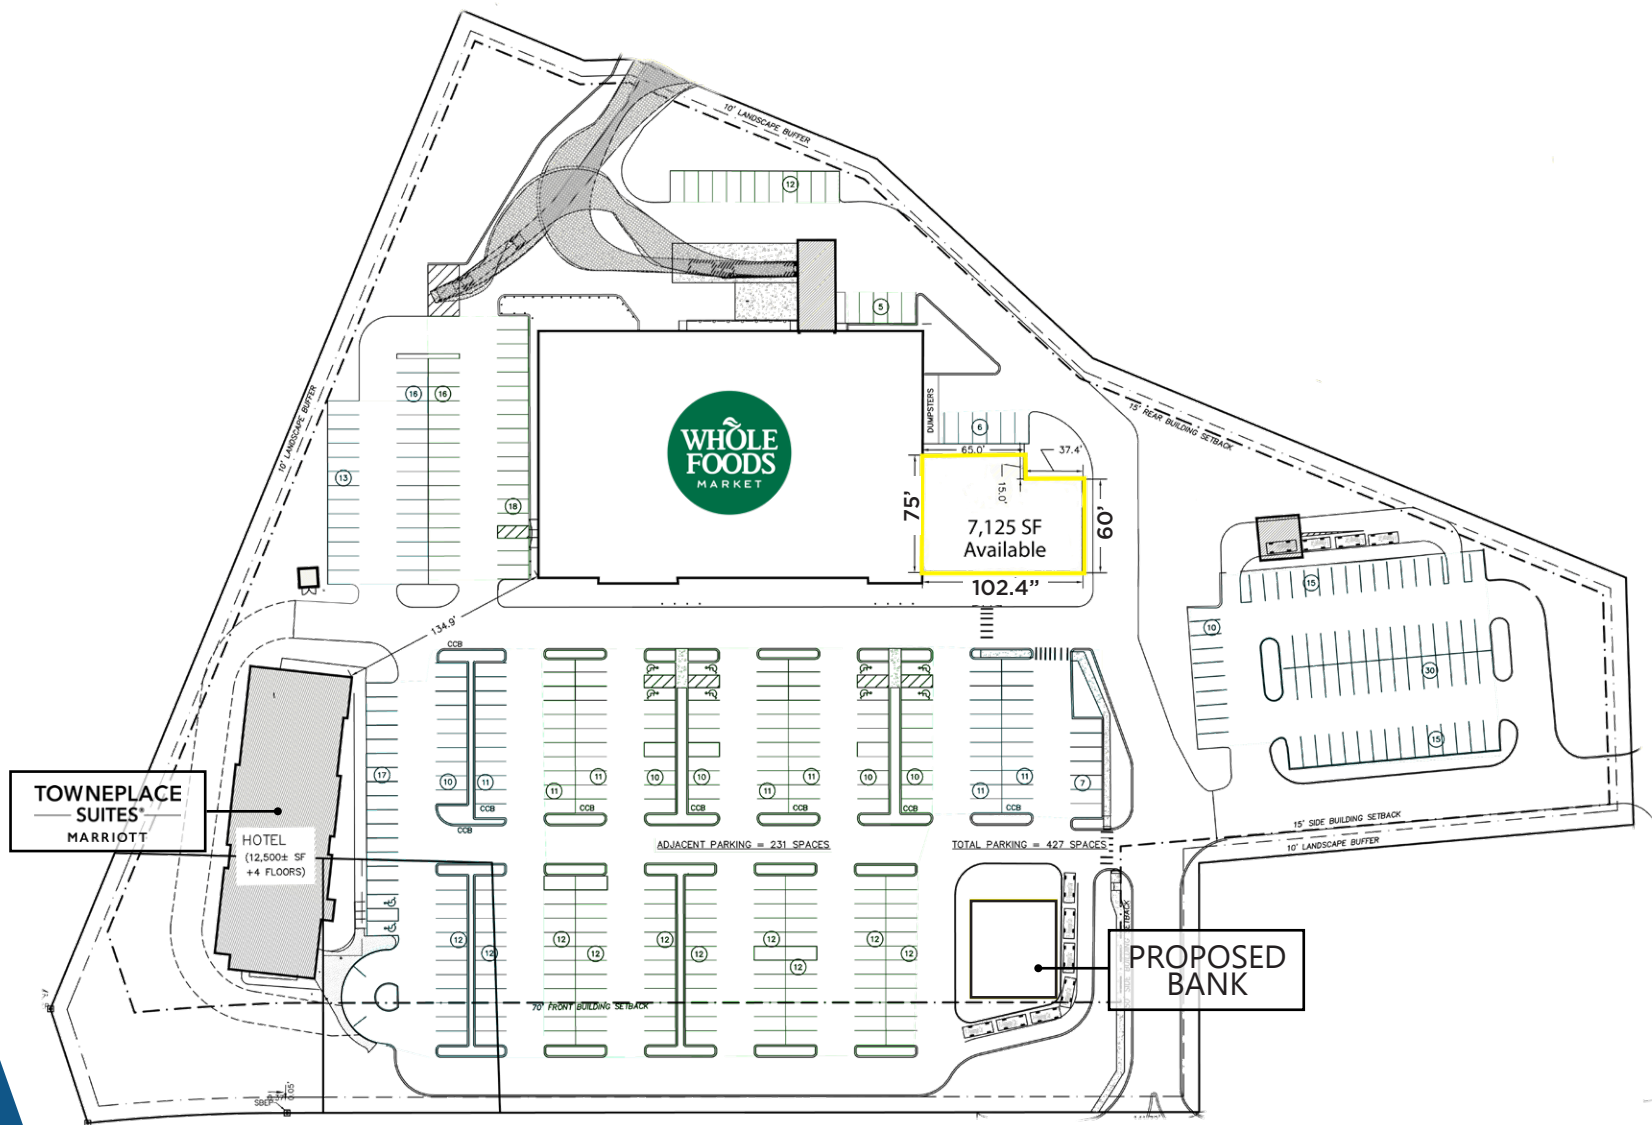 10' LANDSCAPE BUFFER
12
5
10' LANDSCAPE BUFFER
16
16
13
18
WHOLE
FOODS
MARKET
DUMPSTERS
6
15' REAR BUILDING SETBACK
65.0'
37.4'
15.0'
75'
60'
7,125 SF
Available
102.4"
134.9'
15
10
30
15
CCB
17
10
11
11
11
10
10
11
11
10
10
11
11
7
CCB
CCB
CCB
CCB
CCB
TOWNEPLACE
SUITES
MARRIOTT
HOTEL
(12,500± SF
+4 FLOORS)
ADJACENT PARKING = 231 SPACES
TOTAL PARKING = 427 SPACES
15' SIDE BUILDING SETBACK
10' LANDSCAPE BUFFER
12
12
12
12
12
12
12
12
12
12
PROPOSED
BANK
70' FRONT BUILDING SETBACK
SBEP